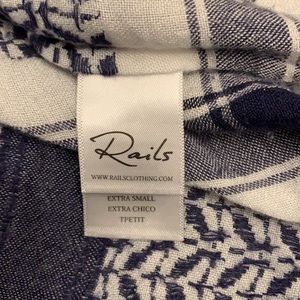 Rails
WWW.RAILSCLOTHING.COM
EXTRA SMALL
EXTRA CHICO
TPETIT